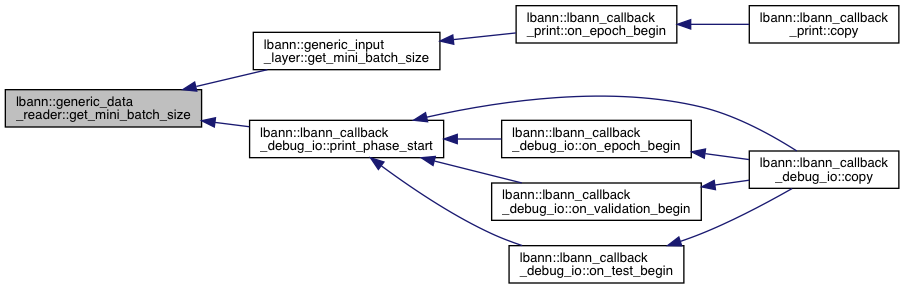 lbann::generic_data
_reader::get_mini_batch_size
lbann::generic_input
_layer::get_mini_batch_size
lbann::lbann_callback
_print::on_epoch_begin
lbann::lbann_callback
_print::copy
lbann::lbann_callback
_debug_io::print_phase_start
lbann::lbann_callback
_debug_io::on_epoch_begin
lbann::lbann_callback
_debug_io::on_validation_begin
lbann::lbann_callback
_debug_io::on_test_begin
lbann::lbann_callback
_debug_io::copy